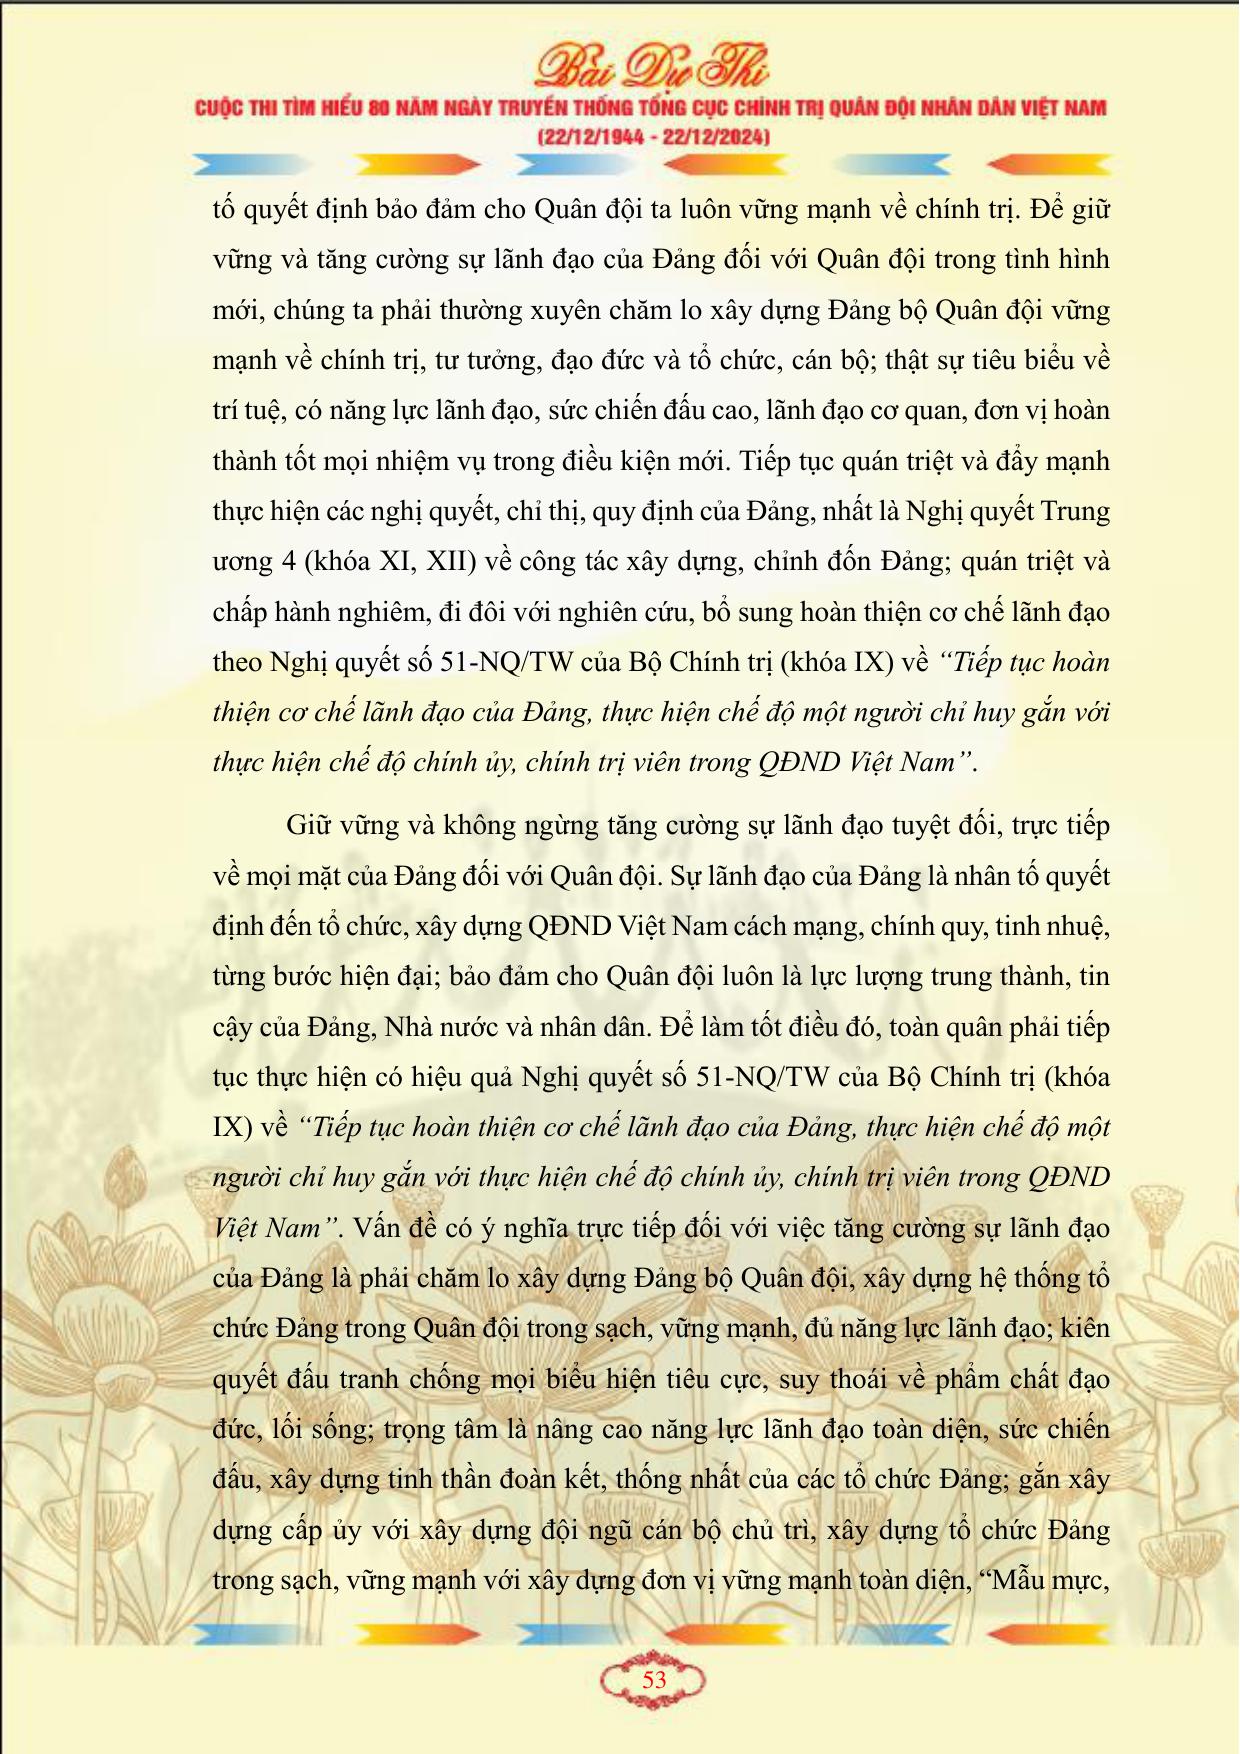 Bài Dự Thi
CUỘC THI TÌM HIỂU 80 NĂM NGÀY TRUYỀN THỐNG TỔNG CỤC CHÍNH TRỊ QUÂN ĐỘI NHÂN DÂN VIỆT NAM
(22/12/1944 - 22/12/2024)
tố quyết định bảo đảm cho Quân đội ta luôn vững mạnh về chính trị. Để giữ
vững và tăng cường sự lãnh đạo của Đảng đối với Quân đội trong tình hình
mới, chúng ta phải thường xuyên chăm lo xây dựng Đảng bộ Quân đội vững
mạnh về chính trị, tư tưởng, đạo đức và tổ chức, cán bộ; thật sự tiêu biểu về
trí tuệ, có năng lực lãnh đạo, sức chiến đấu cao, lãnh đạo cơ quan, đơn vị hoàn
thành tốt mọi nhiệm vụ trong điều kiện mới. Tiếp tục quán triệt và đẩy mạnh
thực hiện các nghị quyết, chỉ thị, quy định của Đảng, nhất là Nghị quyết Trung
ương 4 (khóa XI, XII) về công tác xây dựng, chỉnh đốn Đảng; quán triệt và
chấp hành nghiêm, đi đôi với nghiên cứu, bổ sung hoàn thiện cơ chế lãnh đạo
theo Nghị quyết số 51-NQ/TW của Bộ Chính trị (khóa IX) về “Tiếp tục hoàn
thiện cơ chế lãnh đạo của Đảng, thực hiện chế độ một người chỉ huy gắn với
thực hiện chế độ chính ủy, chính trị viên trong QĐND Việt Nam”.
Giữ vững và không ngừng tăng cường sự lãnh đạo tuyệt đối, trực tiếp
về mọi mặt của Đảng đối với Quân đội. Sự lãnh đạo của Đảng là nhân tố quyết
định đến tổ chức, xây dựng QĐND Việt Nam cách mạng, chính quy, tinh nhuệ,
từng bước hiện đại; bảo đảm cho Quân đội luôn là lực lượng trung thành, tin
cậy của Đảng, Nhà nước và nhân dân. Để làm tốt điều đó, toàn quân phải tiếp
tục thực hiện có hiệu quả Nghị quyết số 51-NQ/TW của Bộ Chính trị (khóa
IX) về “Tiếp tục hoàn thiện cơ chế lãnh đạo của Đảng, thực hiện chế độ một
người chỉ huy gắn với thực hiện chế độ chính ủy, chính trị viên trong QĐND
Việt Nam”. Vấn đề có ý nghĩa trực tiếp đối với việc tăng cường sự lãnh đạo
của Đảng là phải chăm lo xây dựng Đảng bộ Quân đội, xây dựng hệ thống tổ
chức Đảng trong Quân đội trong sạch, vững mạnh, đủ năng lực lãnh đạo; kiên
quyết đấu tranh chống mọi biểu hiện tiêu cực, suy thoái về phẩm chất đạo
đức, lối sống; trọng tâm là nâng cao năng lực lãnh đạo toàn diện, sức chiến
đấu, xây dựng tinh thần đoàn kết, thống nhất của các tổ chức Đảng; gắn xây
dựng cấp ủy với xây dựng đội ngũ cán bộ chủ trì, xây dựng tổ chức Đảng
trong sạch, vững mạnh với xây dựng đơn vị vững mạnh toàn diện, “Mẫu mực,
53